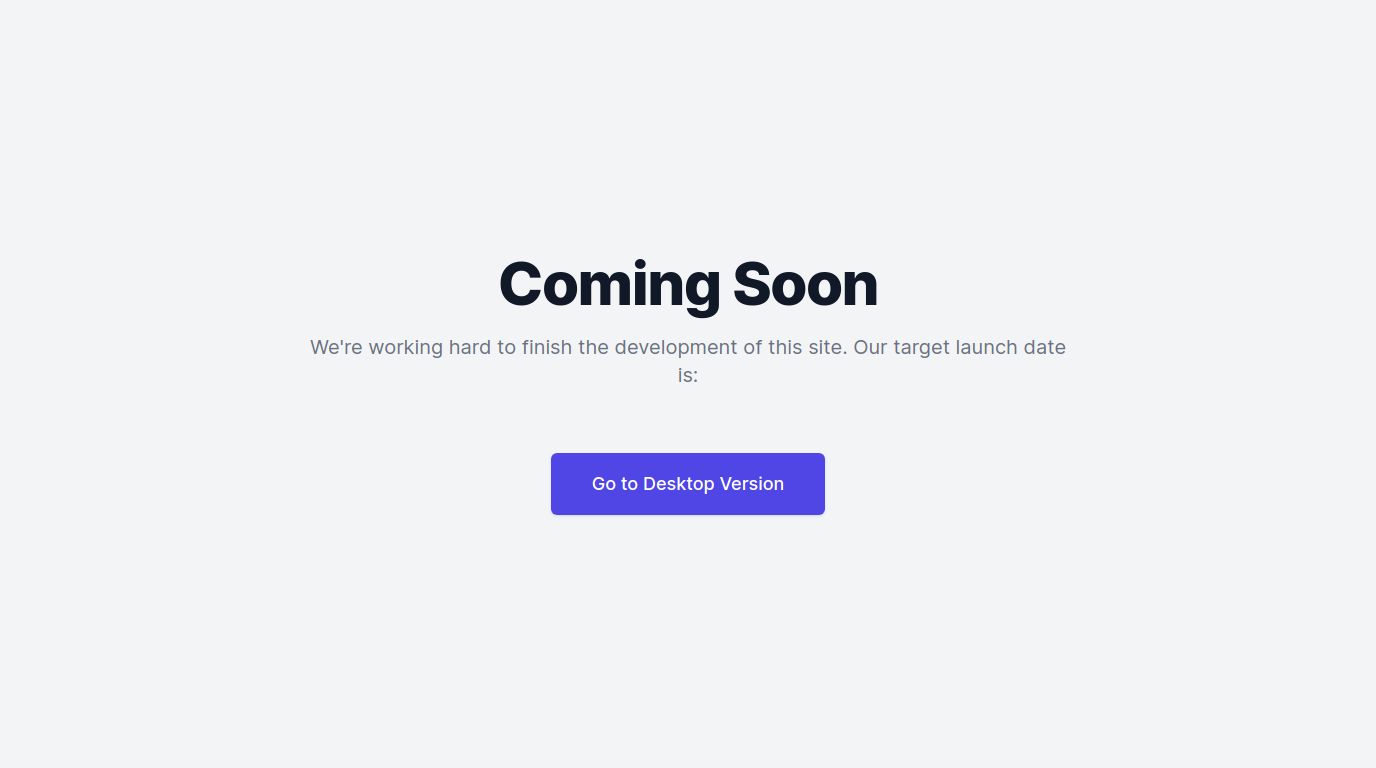 Coming Soon
We're working hard to finish the development of this site. Our target launch date
is:
Go to Desktop Version